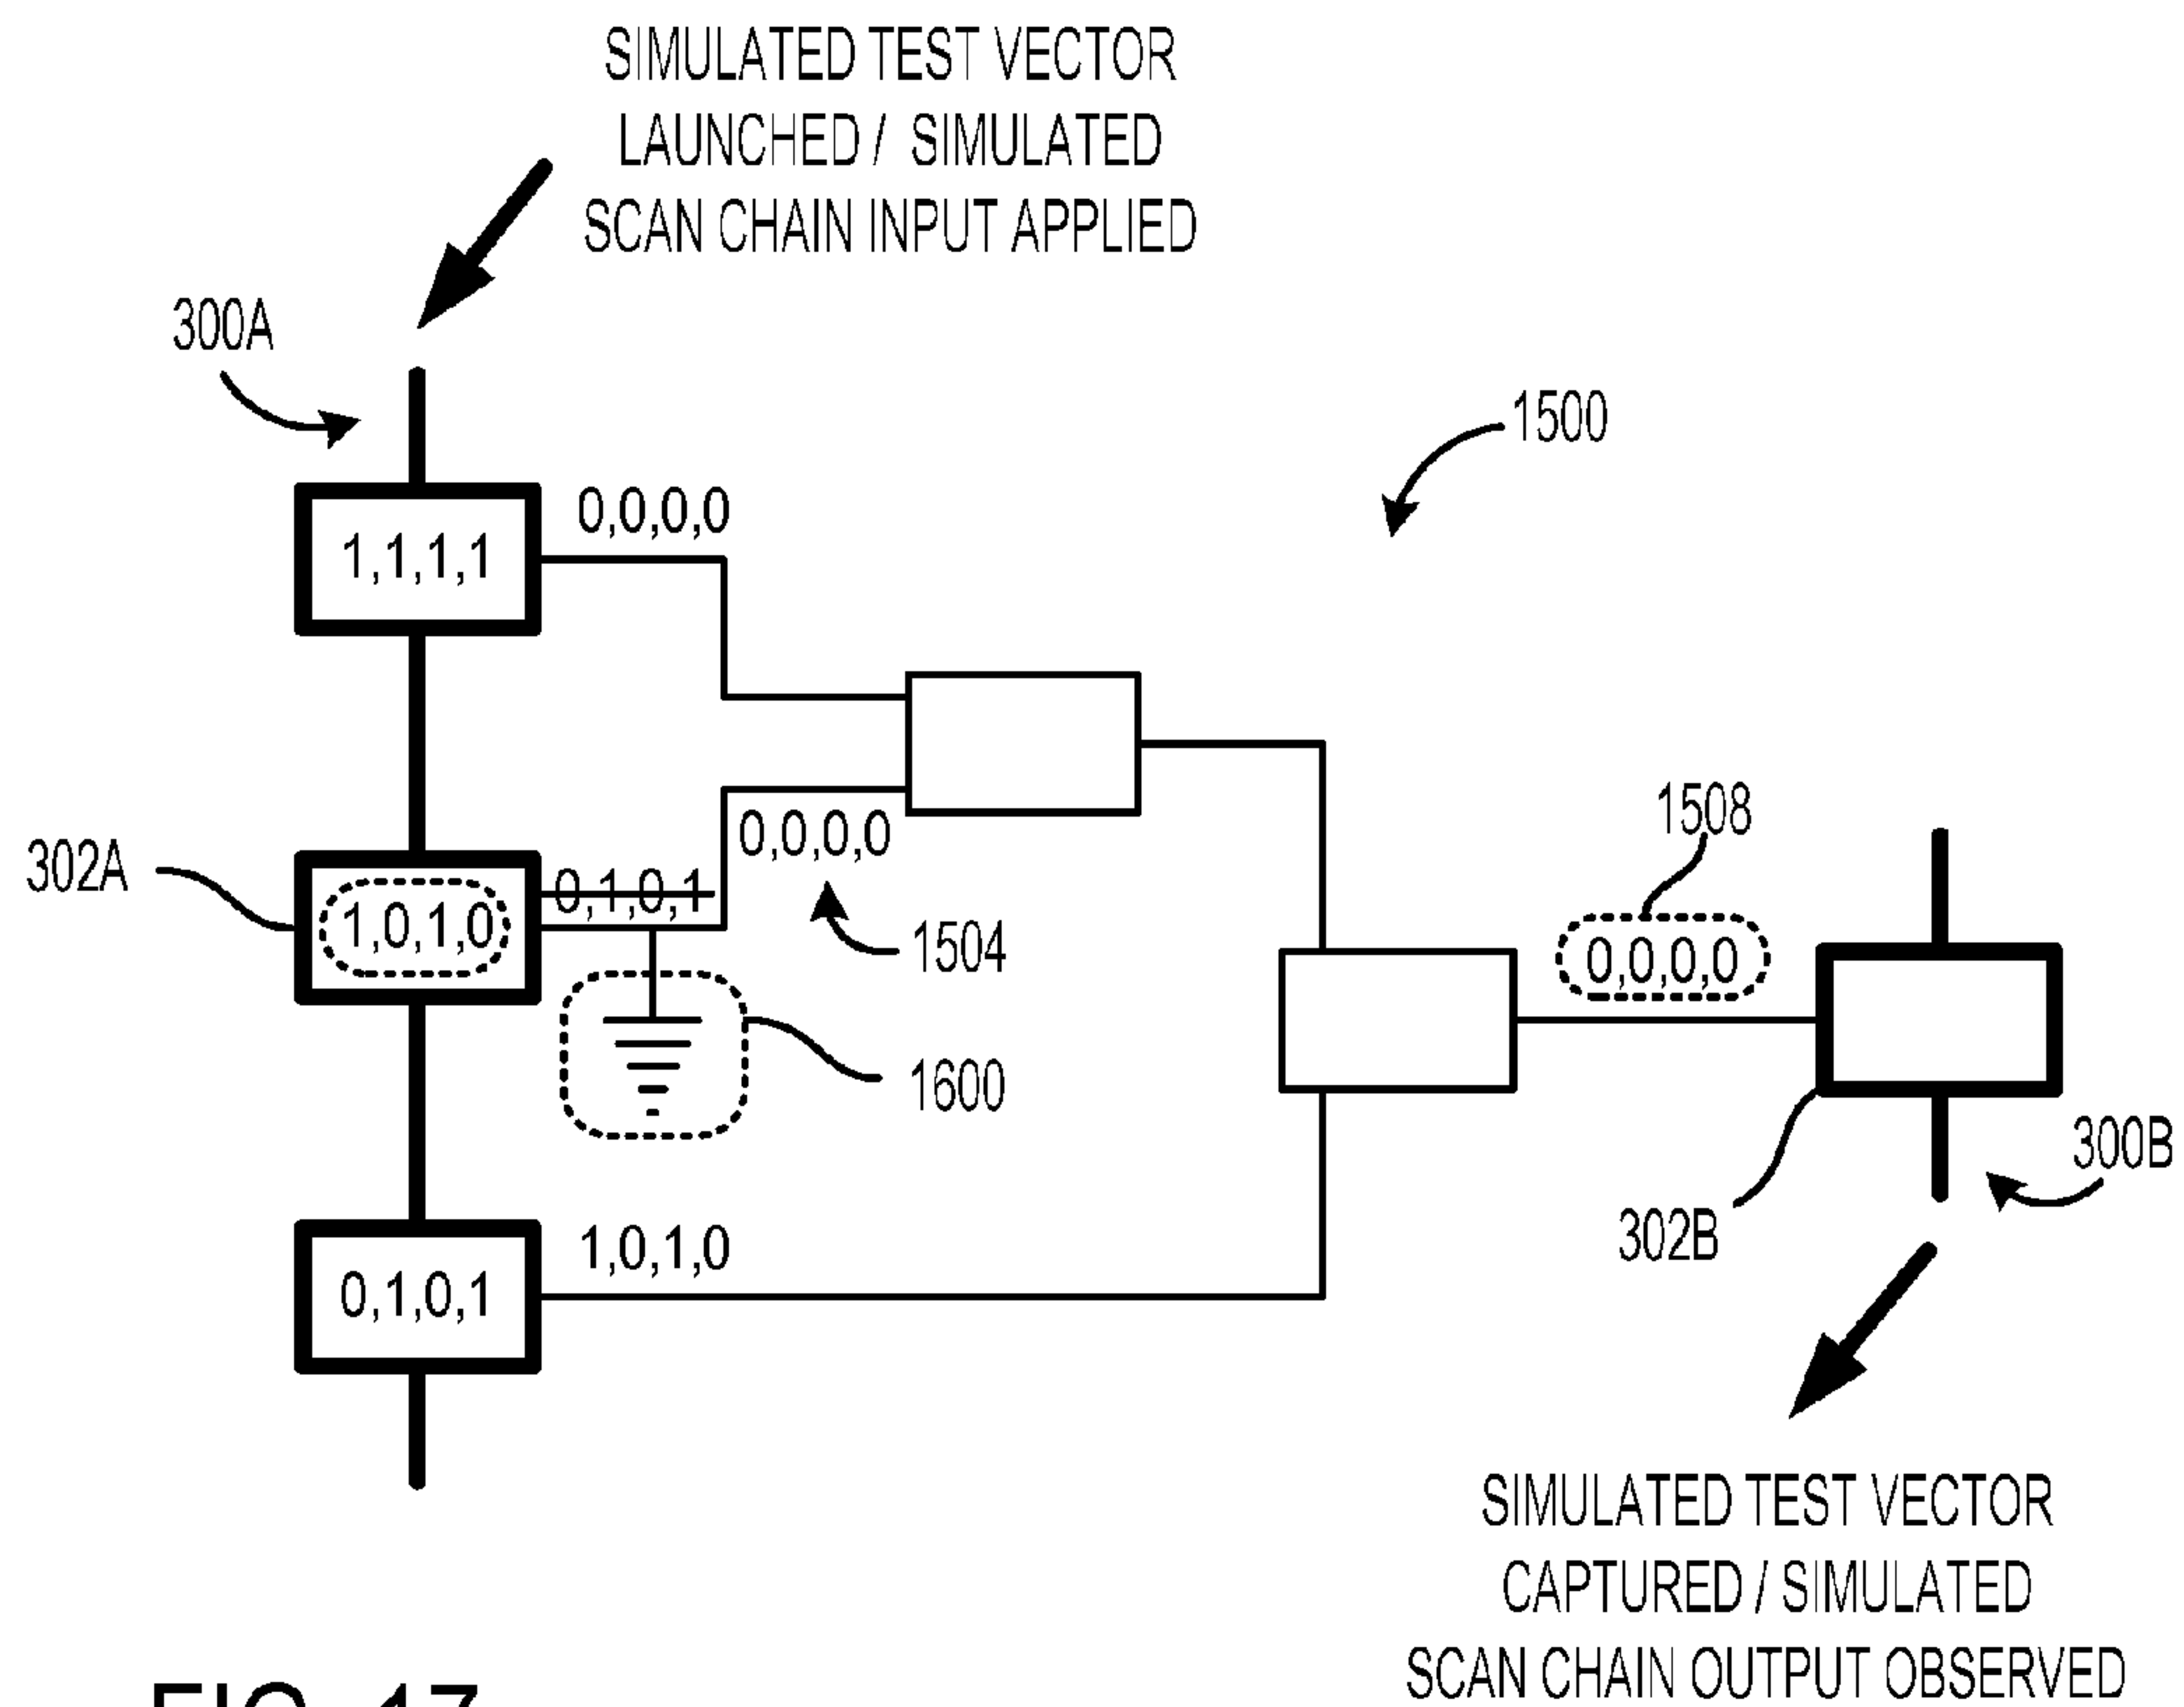 SIMULATED TEST VECTOR
LAUNCHED / SIMULATED
SCAN CHAIN INPUT APPLIED
300A
1500
0,0,0,0
1,1,1,1
1508
0,0,0,0
302A
0,1,0,1
1,0,1,0
1504
0,0,0,0
1600
300B
302B
1,0,1,0
0,1,0,1
SIMULATED TEST VECTOR
CAPTURED / SIMULATED
SCAN CHAIN OUTPUT OBSERVED
FIG. 17